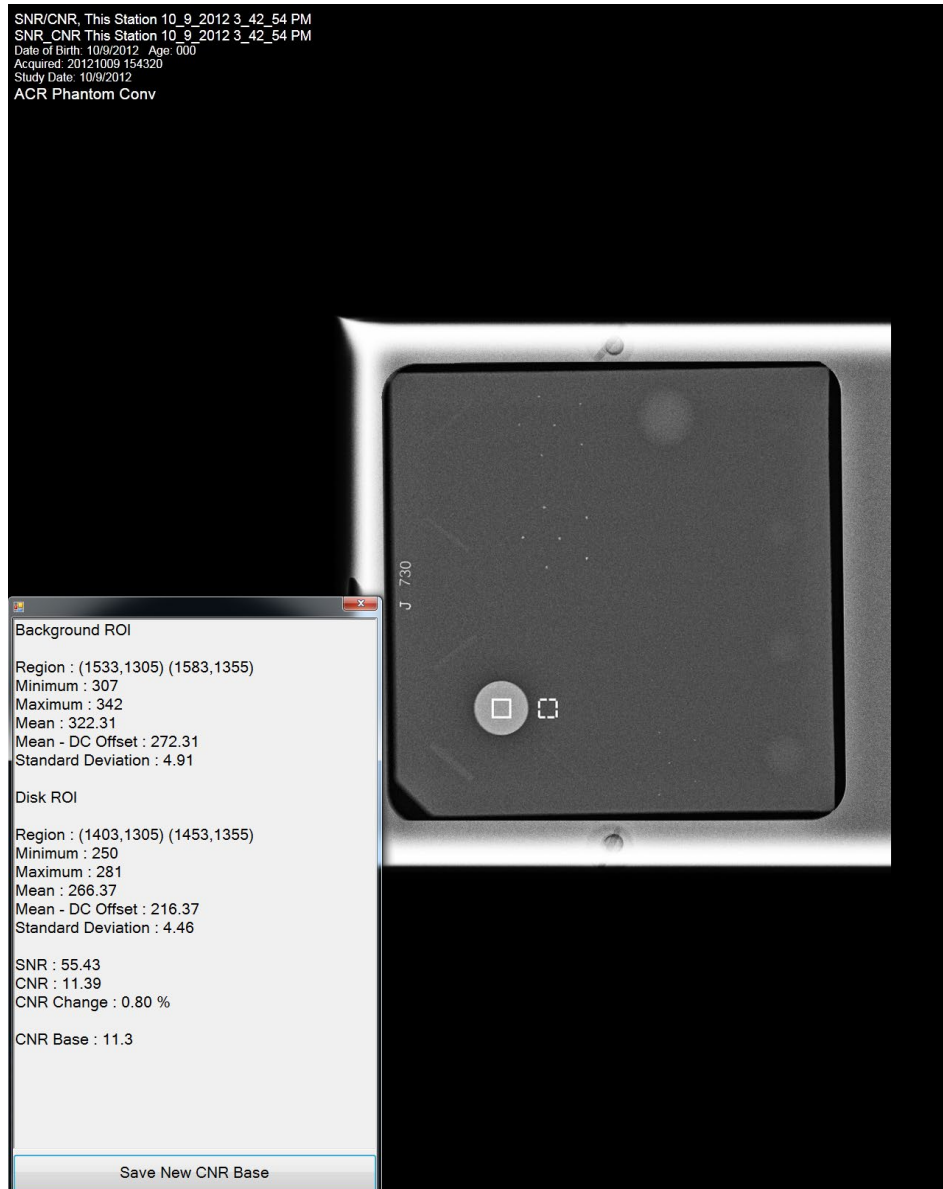 SNR/CNR, This Station 10_9_2012 3_42_54 PM
SNR_CNR This Station 10_9_2012 3_42_54 PM
Date of Birth: 10/9/2012 Age: 000
Acquired: 20121009 154320
Study Date: 10/9/2012
ACR Phantom Conv
J 730
Background ROI
Region : (1533,1305) (1583,1355)
Minimum : 307
Maximum : 342
Mean : 322.31
Mean - DC Offset : 272.31
Standard Deviation : 4.91
Disk ROI
Region : (1403,1305) (1453,1355)
Minimum : 250
Maximum : 281
Mean : 266.37
Mean - DC Offset : 216.37
Standard Deviation : 4.46
SNR : 55.43
CNR : 11.39
CNR Change : 0.80 %
CNR Base : 11.3
Save New CNR Base